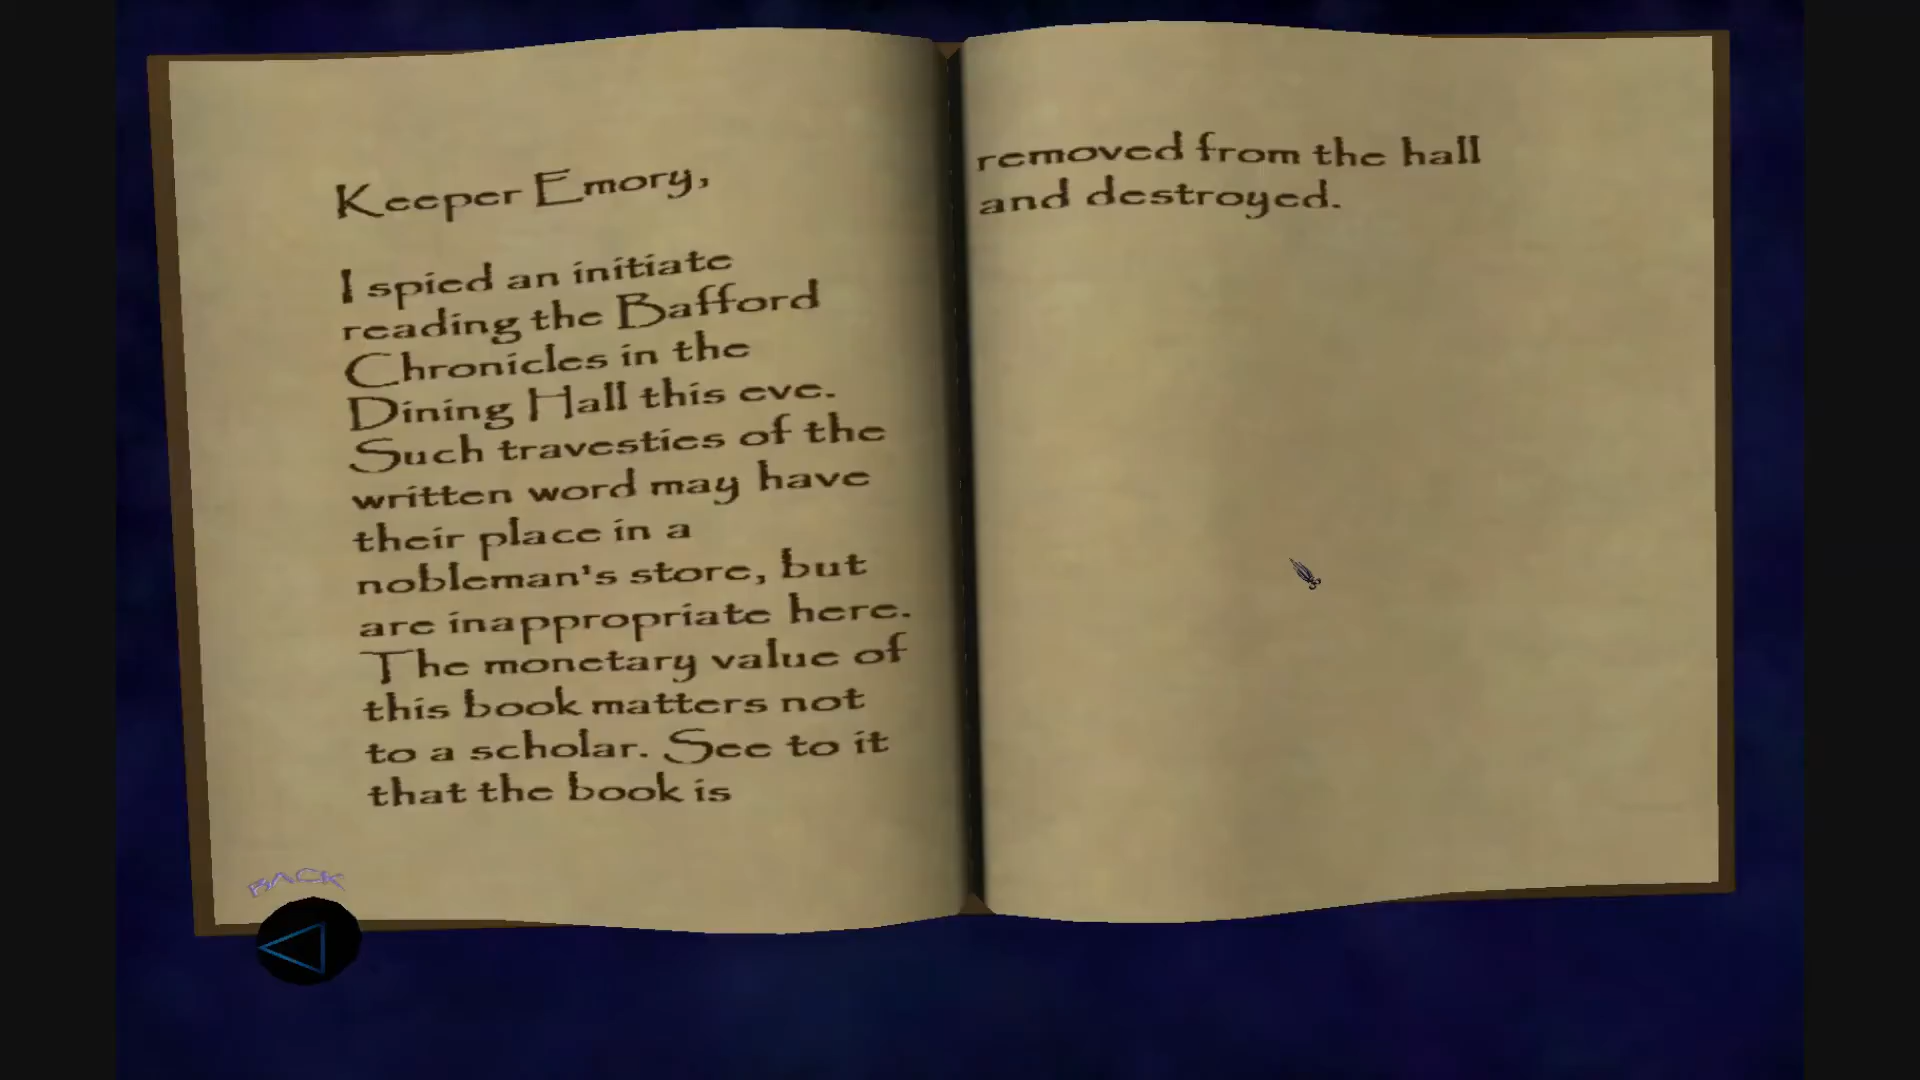 Keeper Emory,
I spied an initiate
reading the Bafford
Chronicles in the
Dining Hall this eve.
Such travesties of the
written word may have
their place in a
nobleman's store, but
are inappropriate here.
The monetary value of
this book matters not
to a scholar. See to it
that the book is
removed from the hall
and destroyed.
BACK